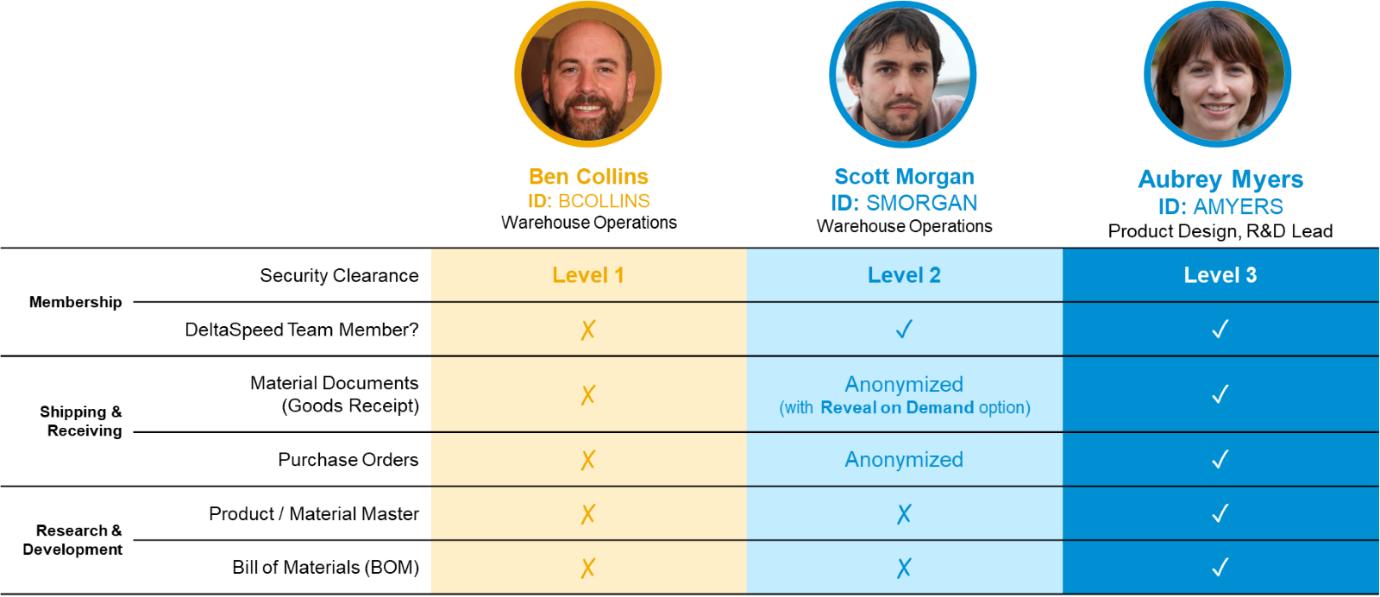 Ben Collins
ID: BCOLLINS
Warehouse Operations
Scott Morgan
ID: SMORGAN
Warehouse Operations
Aubrey Myers
ID: AMYERS
Product Design, R&D Lead
Membership
Security Clearance
Level 1
Level 2
Level 3
DeltaSpeed Team Member?
✗
✓
✓
Shipping &
Receiving
Material Documents
(Goods Receipt)
✗
Anonymized
(with Reveal on Demand option)
✓
Purchase Orders
✗
Anonymized
✓
Research &
Development
Product / Material Master
✗
✗
✓
Bill of Materials (BOM)
✗
✗
✓